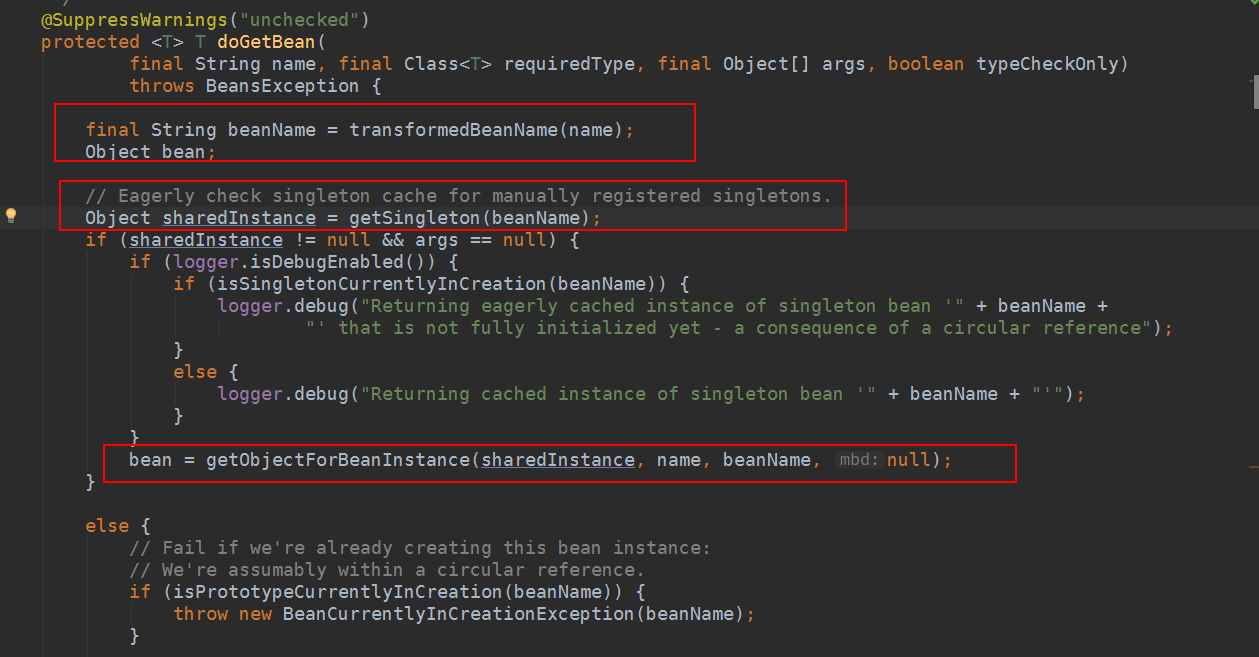 @SuppressWarnings("unchecked")
protected <T> T doGetBean(
final String name, final Class<T> requiredType, final Object[] args, boolean typeCheckOnly)
throws BeansException {
final String beanName = transformedBeanName(name);
Object bean;
// Eagerly check singleton cache for manually registered singletons.
Object sharedInstance = getSingleton(beanName);
if (sharedInstance != null && args == null) {
if (logger.isDebugEnabled()) {
if (isSingletonCurrentlyInCreation(beanName)) {
logger.debug("Returning eagerly cached instance of singleton bean '" + beanName +
"' that is not fully initialized yet - a consequence of a circular reference");
}
else {
logger.debug("Returning cached instance of singleton bean '" + beanName + "'");
}
}
bean = getObjectForBeanInstance(sharedInstance, name, beanName, mbd: null);
}
else {
// Fail if we're already creating this bean instance:
// We're assumably within a circular reference.
if (isPrototypeCurrentlyInCreation(beanName)) {
throw new BeanCurrentlyInCreationException(beanName);
}